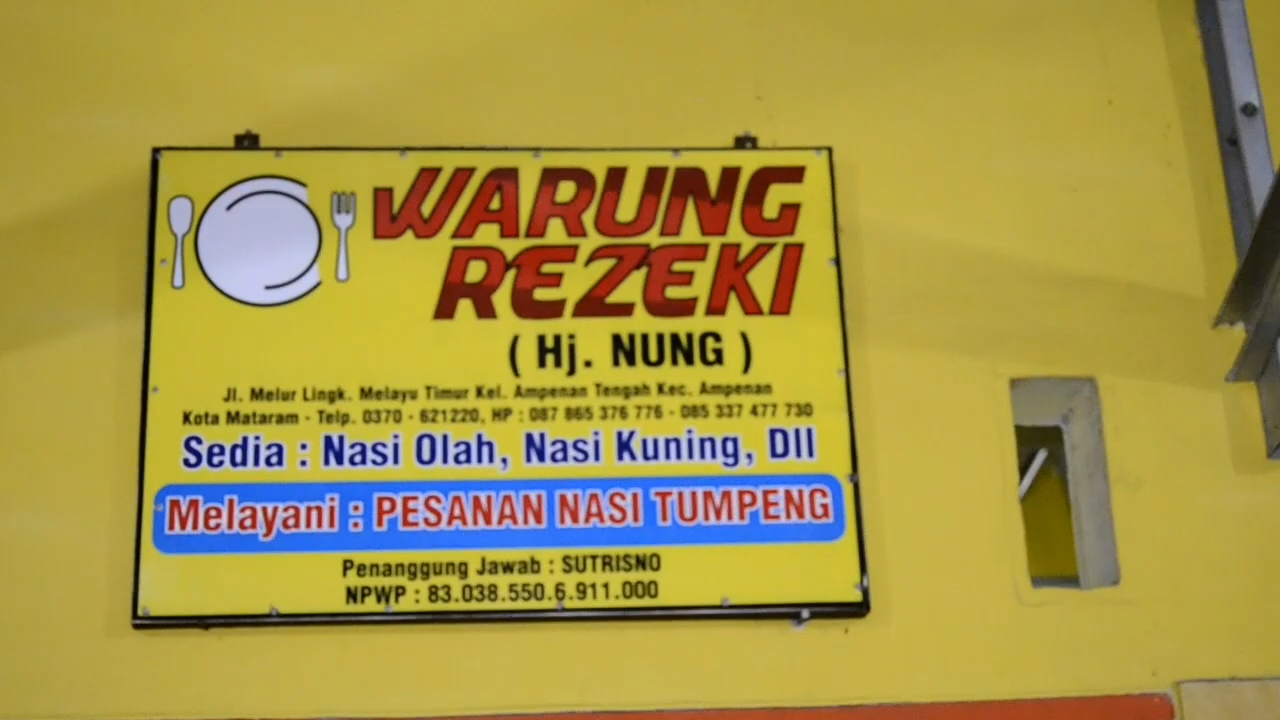 WARUNG
REZEKI
( Hj. NUNG )
Jl. Melur Lingk. Melayu Timur Kel. Ampenan Tengah Kec. Ampenan
Kota Mataram - Telp. 0370 - 621220, HP : 087 865 376 776 - 085 337 477 730
Sedia : Nasi Olah, Nasi Kuning, Dll
Melayani : PESANAN NASI TUMPENG
Penanggung Jawab : SUTRISNO
NPWP : 83.038.550.6.911.000